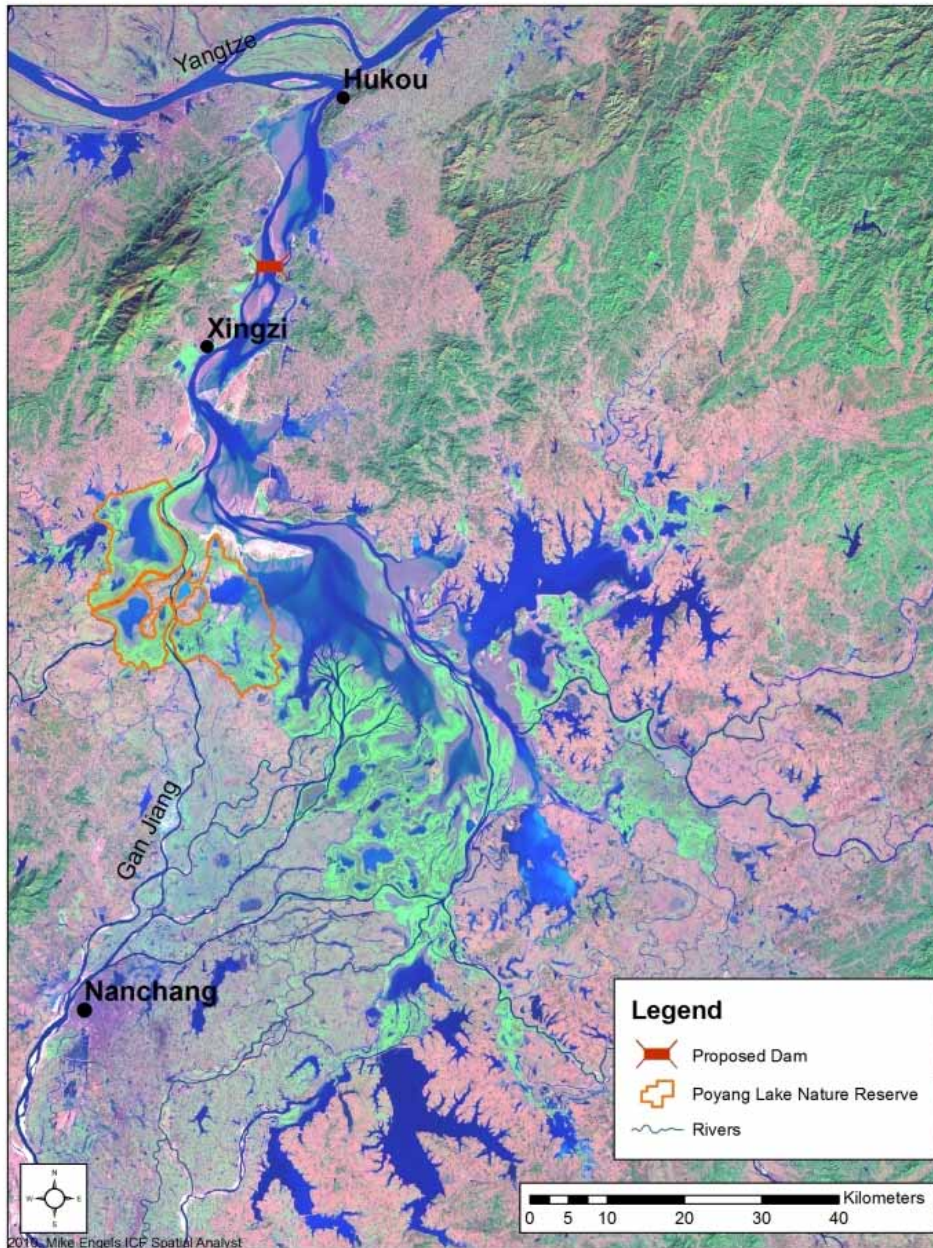 Yangtze
Hukou
Xingzi
Gan Jiang
Nanchang
Legend
Proposed Dam
Poyang Lake Nature Reserve
Rivers
N
W E
S
Kilometers
0 5 10 20 30 40
2010, Mike Engels ICF Spatial Analyst